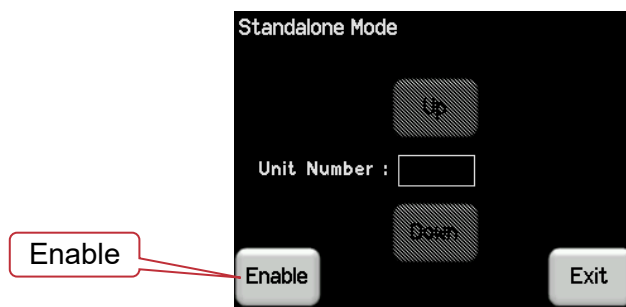 Standalone Mode
Up
Unit Number :
Down
Enable
Enable
Exit